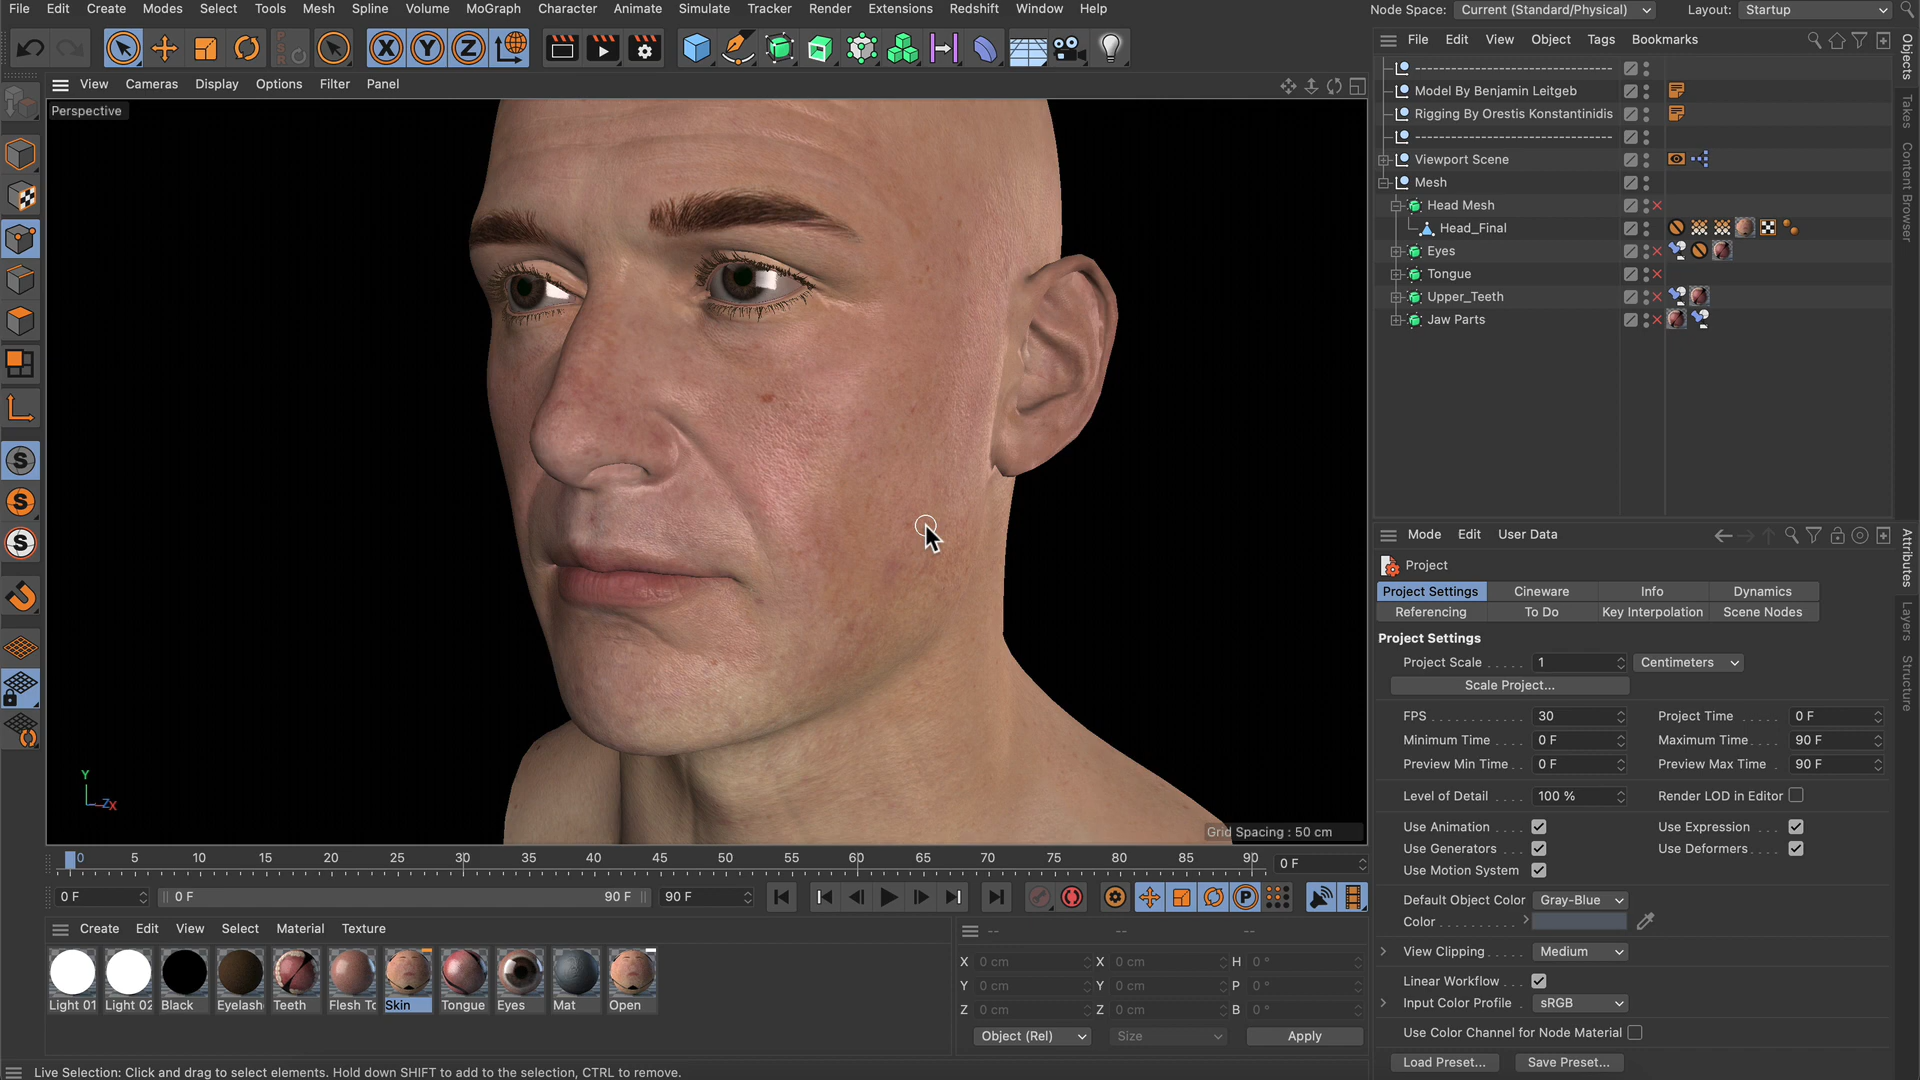 File Edit Create Modes Select Tools Mesh Spline Volume MoGraph Character Animate Simulate Tracker Render Extensions Redshift Window Help
Node Space: Current (Standard/Physical) Layout: Startup
File Edit View Object Tags Bookmarks
View Cameras Display Options Filter Panel
Perspective
Model By Benjamin Leitgeb
Rigging By Orestis Konstantinidis
Viewport Scene
Mesh
Head Mesh
Head_Final
Eyes
Tongue
Upper_Teeth
Jaw Parts
Objects
Takes
Content Browser
Mode Edit User Data
Project
Project Settings Cineware Info Dynamics
Referencing To Do Key Interpolation Scene Nodes
Project Settings
Project Scale 1 Centimeters
Scale Project...
FPS 30 Project Time 0 F
Minimum Time 0 F Maximum Time 90 F
Preview Min Time 0 F Preview Max Time 90 F
Level of Detail 100 % Render LOD in Editor
Use Animation Use Expression
Use Generators Use Deformers
Use Motion System
Default Object Color Gray-Blue
Color
View Clipping Medium
Linear Workflow
Input Color Profile sRGB
Use Color Channel for Node Material
Load Preset... Save Preset...
Attributes
Layers
Structure
Y
Z X
Grid Spacing : 50 cm
0 5 10 15 20 25 30 35 40 45 50 55 60 65 70 75 80 85 90 0 F
0 F 0 F 90 F 90 F
P
Create Edit View Select Material Texture
Light 01 Light 02 Black Eyelash Teeth Flesh To Skin Tongue Eyes Mat Open
-- -- --
X 0 cm X 0 cm H 0 °
Y 0 cm Y 0 cm P 0 °
Z 0 cm Z 0 cm B 0 °
Object (Rel) Size Apply
Live Selection: Click and drag to select elements. Hold down SHIFT to add to the selection, CTRL to remove.
X Y Z
P
S
R
S
S
S